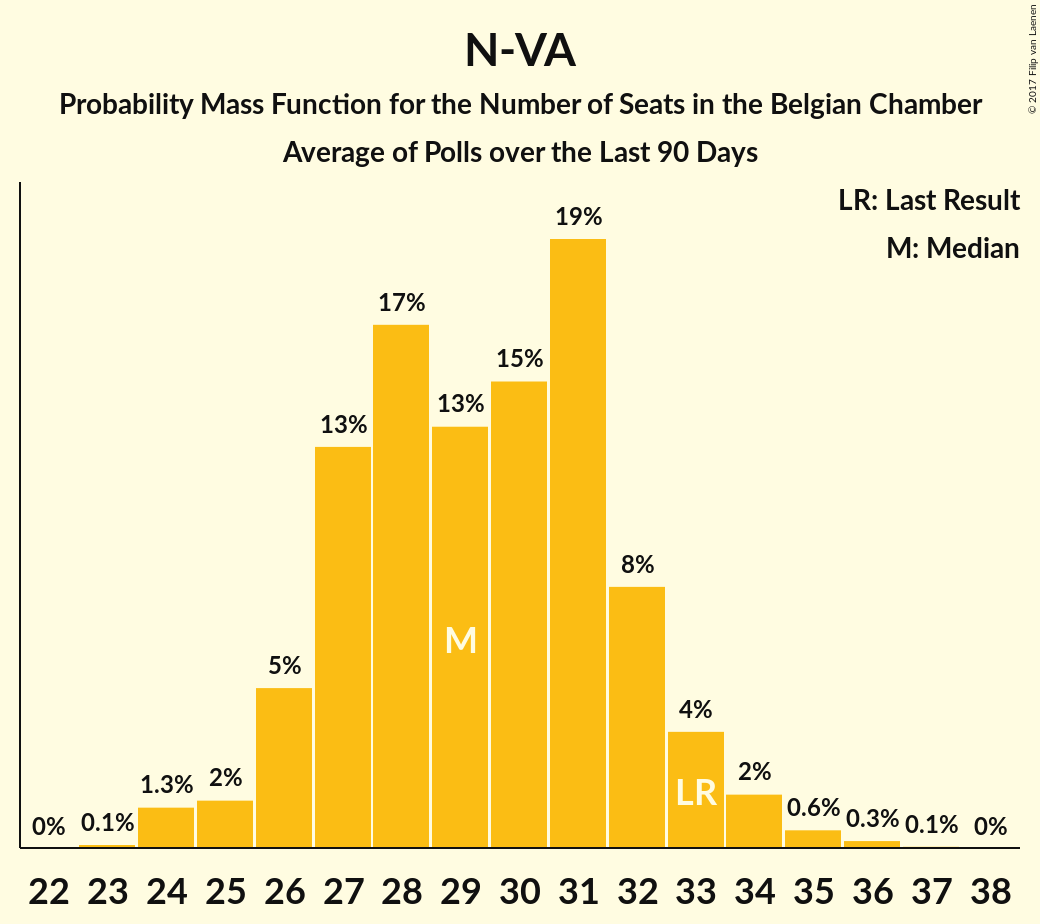 N-VA
Probability Mass Function for the Number of Seats in the Belgian Chamber
Average of Polls over the Last 90 Days
© 2017 Filip van Laenen
LR: Last Result
M: Median
0% 0.1% 1.3% 2% 5% 13% 17% 13% 15% 19% 8% 4% 2% 0.6% 0.3% 0.1% 0%
M
LR
22 23 24 25 26 27 28 29 30 31 32 33 34 35 36 37 38